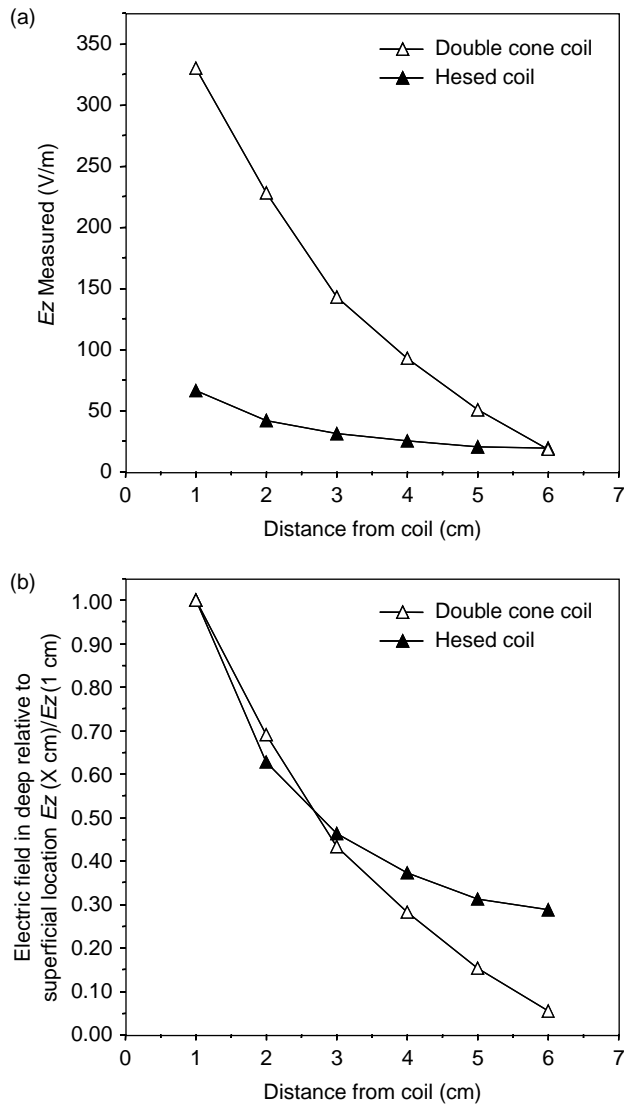 (a)
350
300
250
200
150
100
50
0
Ez Measured (V/m)
Double cone coil
Hesed coil
0 1 2 3 4 5 6 7
Distance from coil (cm)
(b)
1.00
0.90
0.80
0.70
0.60
0.50
0.40
0.30
0.20
0.10
0.00
Electric field in deep relative to
superficial location Ez (X cm)/Ez (1 cm)
Double cone coil
Hesed coil
0 1 2 3 4 5 6 7
Distance from coil (cm)